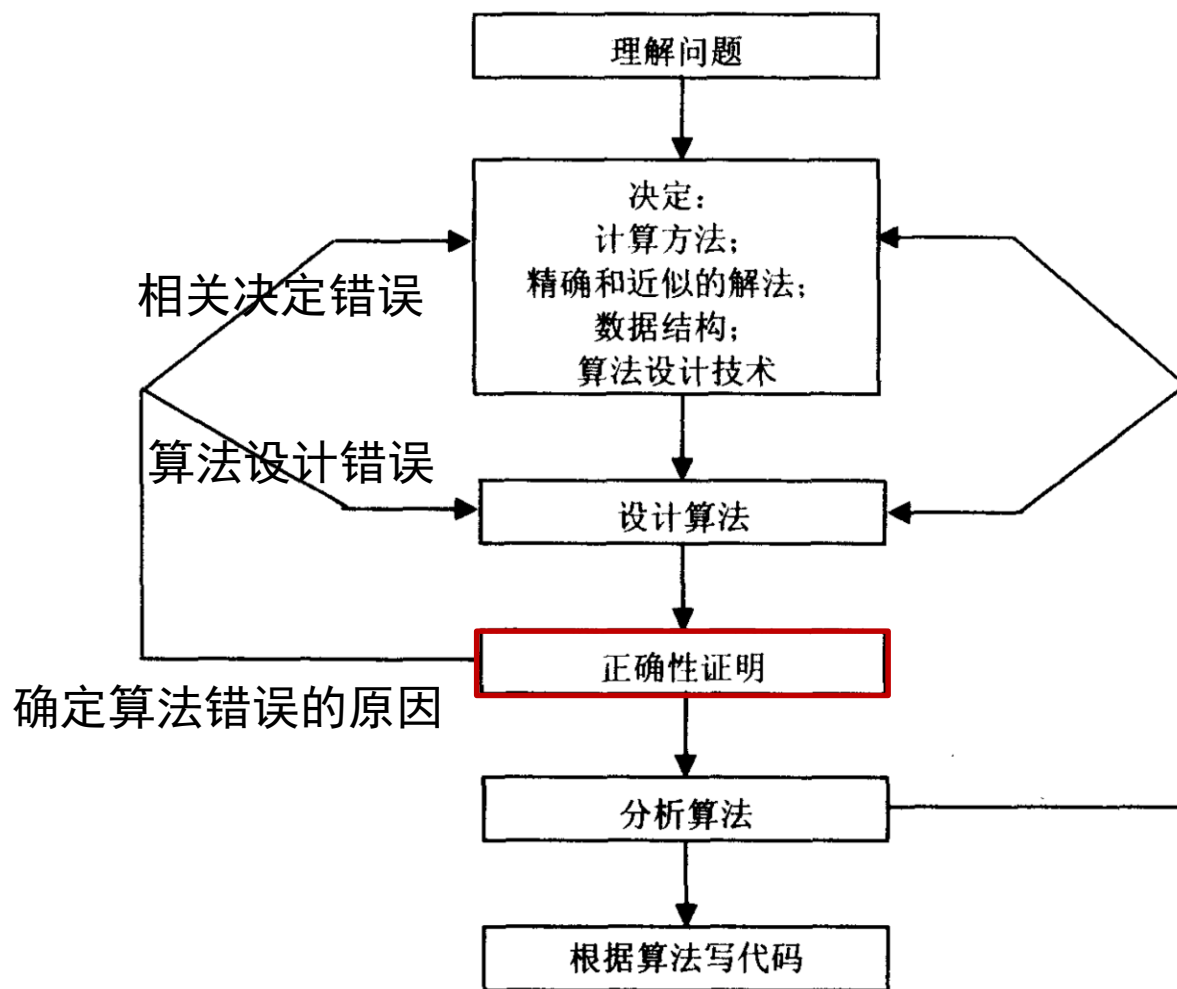 理解问题
决定：
计算方法；
精确和近似的解法；
数据结构；
算法设计技术
相关决定错误
算法设计错误
设计算法
正确性证明
确定算法错误的原因
分析算法
根据算法写代码